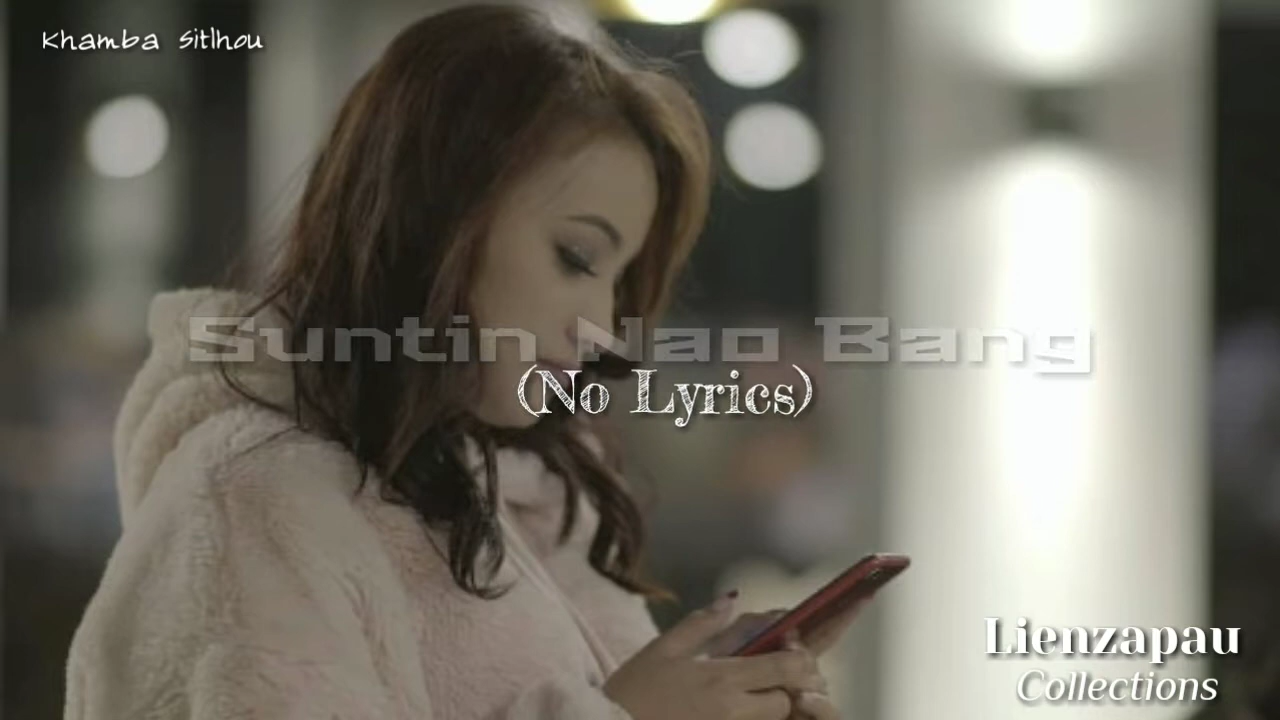 Khamba Sitlhou
Suntin Nao Bang
(No Lyrics)
Lienzapau
Collections